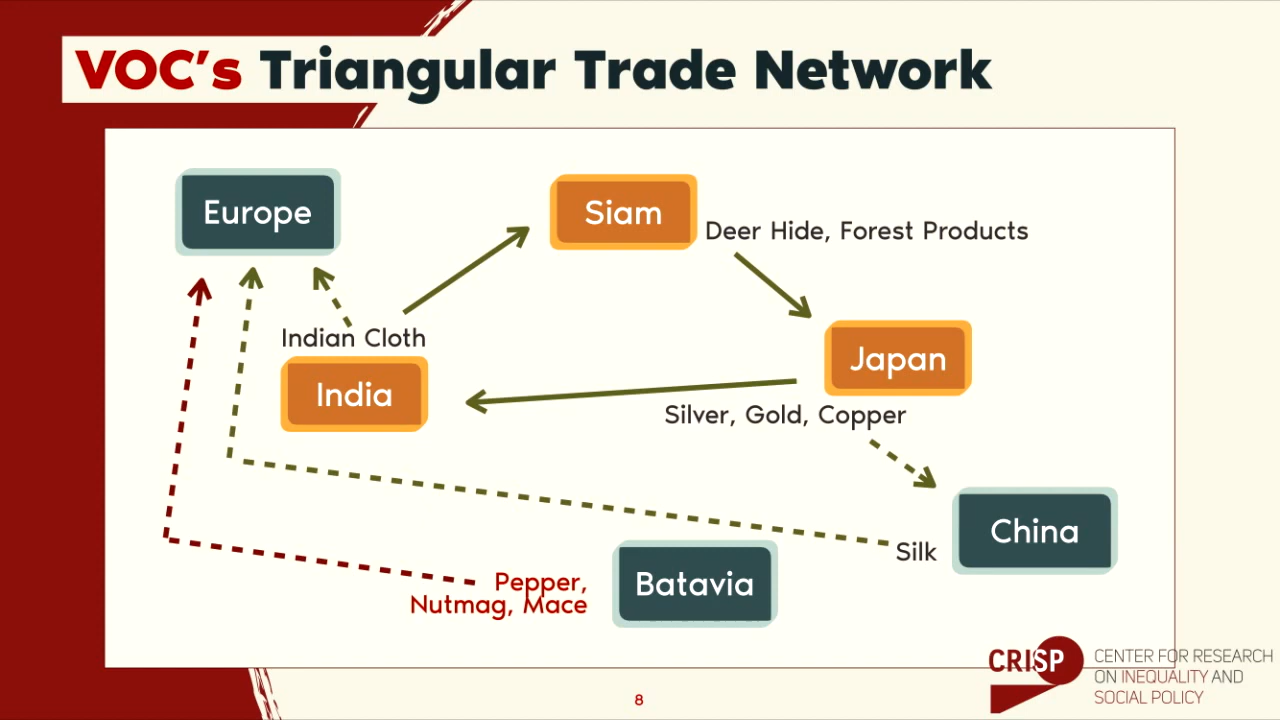 VOC's Triangular Trade Network
Europe
Siam
Deer Hide, Forest Products
Indian Cloth
India
Japan
Silver, Gold, Copper
China
Silk
Batavia
Pepper,
Nutmag, Mace
8
CRISP
CENTER FOR RESEARCH
ON INEQUALITY AND
SOCIAL POLICY